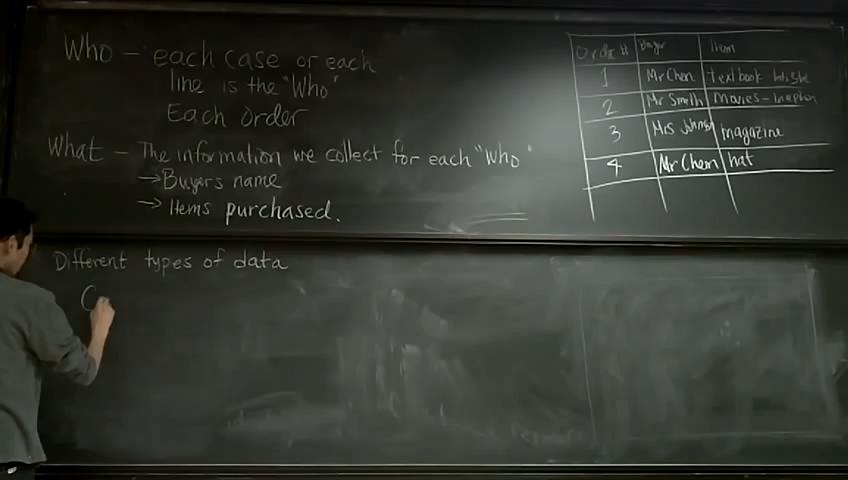 Who – each case or each
line is the "Who"
Each order
What – The information we collect for each "Who"
→ Buyers name
→ Items purchased.
Order # Buyer Item
1 Mr Chen textbook
2 Mr Smith movies – Inception
3 Mrs Johnson magazine
4 Mr Chen hat
Different types of data
C